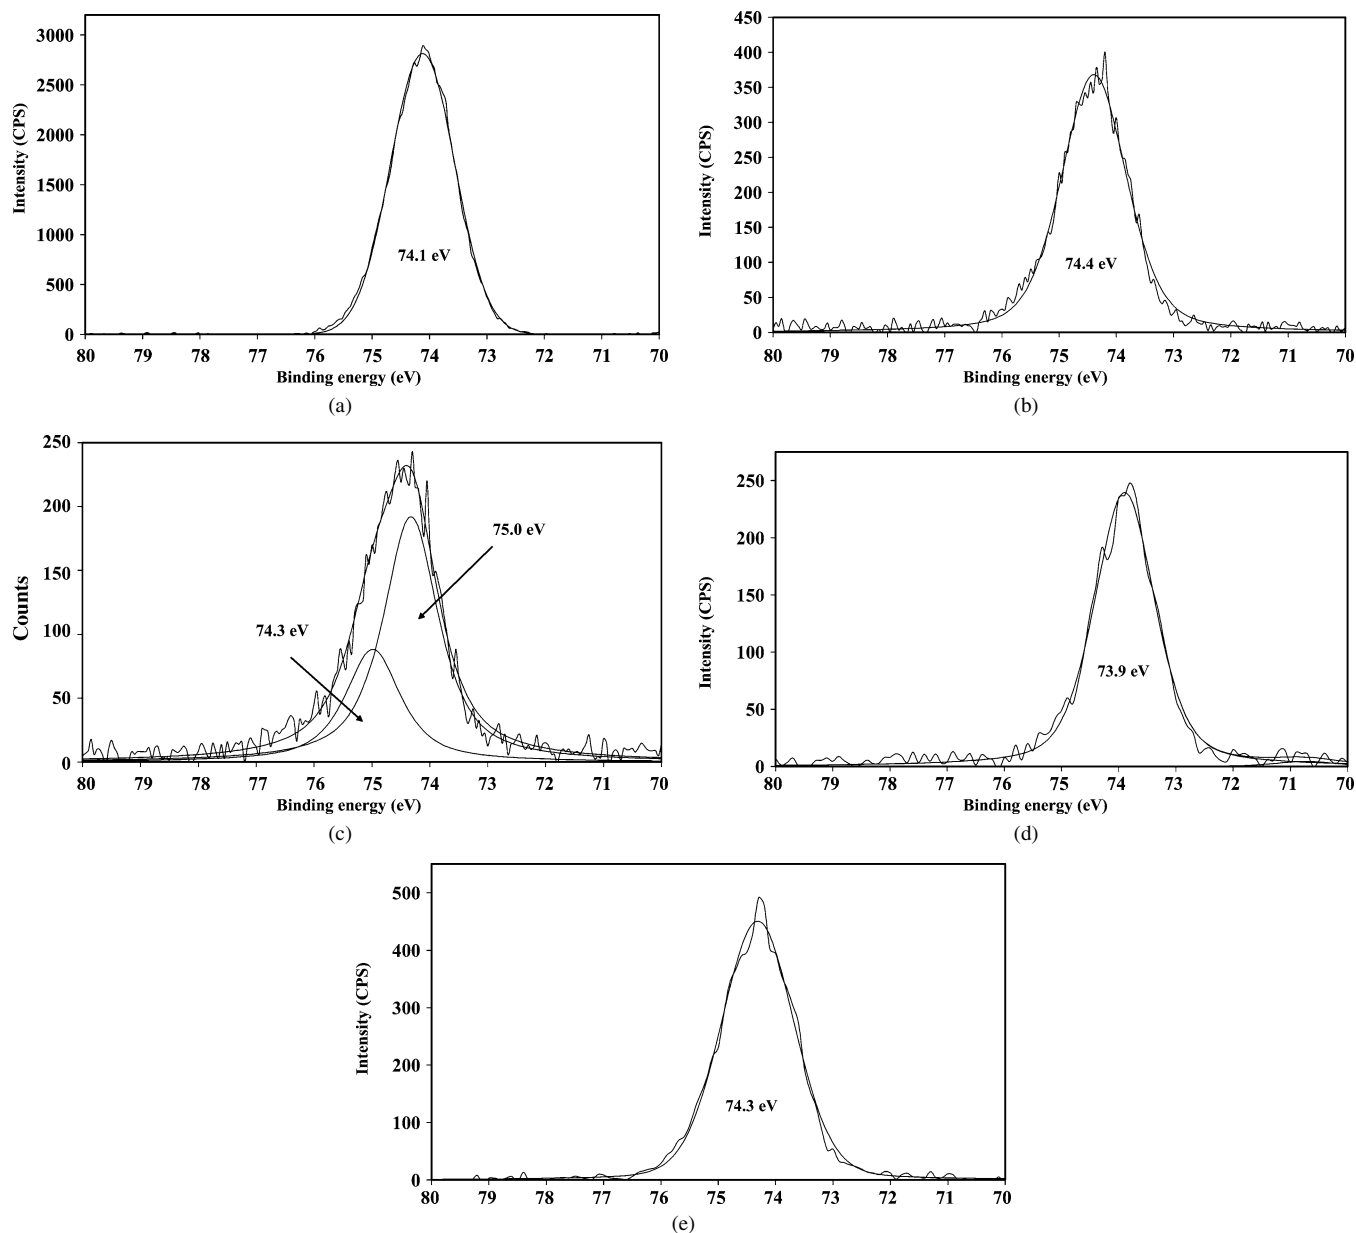 3000
2500
2000
1500
1000
500
0
Intensity (CPS)
74.1 eV
80 79 78 77 76 75 74 73 72 71 70
Binding energy (eV)
(a)
450
400
350
300
250
200
150
100
50
0
Intensity (CPS)
74.4 eV
80 79 78 77 76 75 74 73 72 71 70
Binding energy (eV)
(b)
250
200
150
100
50
0
Counts
75.0 eV
74.3 eV
80 79 78 77 76 75 74 73 72 71 70
Binding energy (eV)
(c)
250
200
150
100
50
0
Intensity (CPS)
73.9 eV
80 79 78 77 76 75 74 73 72 71 70
Binding energy (eV)
(d)
500
400
300
200
100
0
Intensity (CPS)
74.3 eV
80 79 78 77 76 75 74 73 72 71 70
(e)